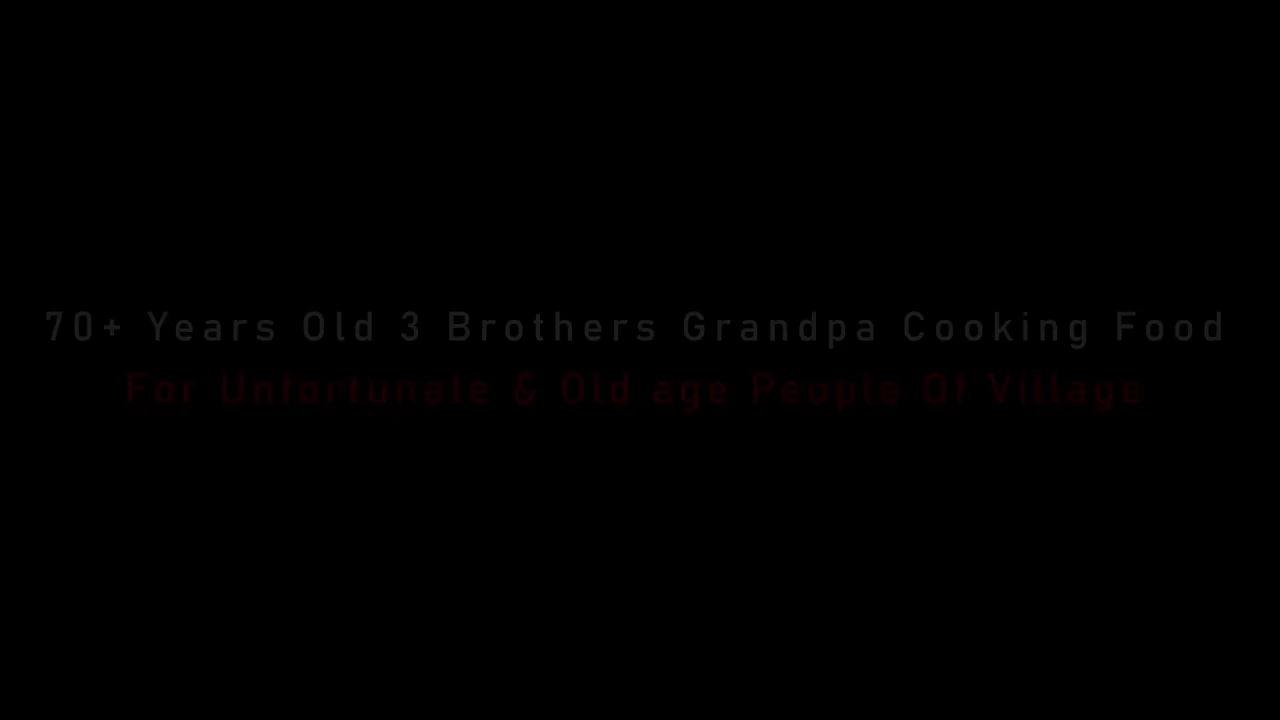 70+ Years Old 3 Brothers Grandpa Cooking Food
For Unfortunate & Old age People Of Village